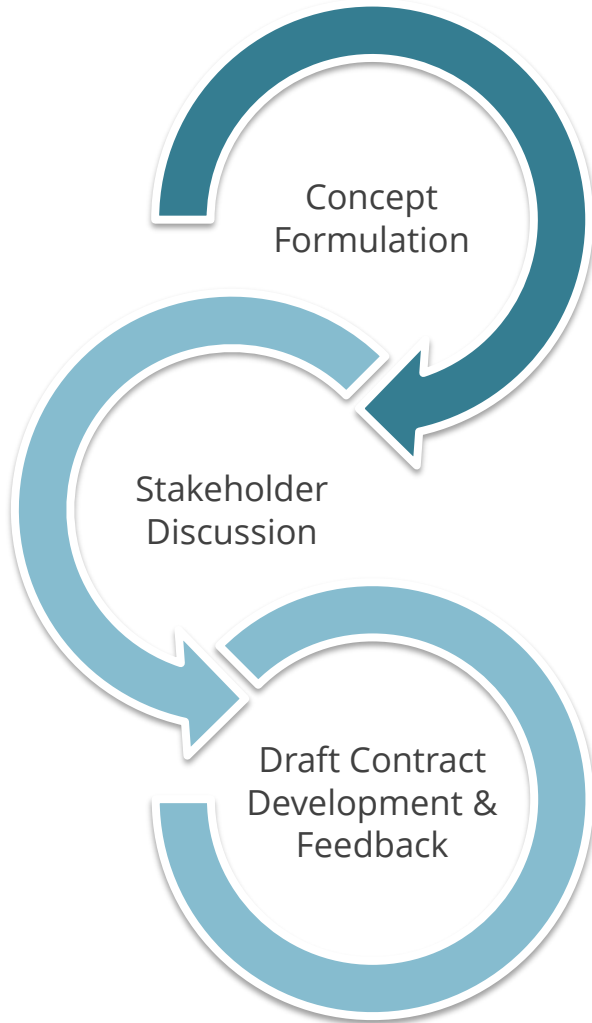 Concept
Formulation
Stakeholder
Discussion
Draft Contract
Development &
Feedback